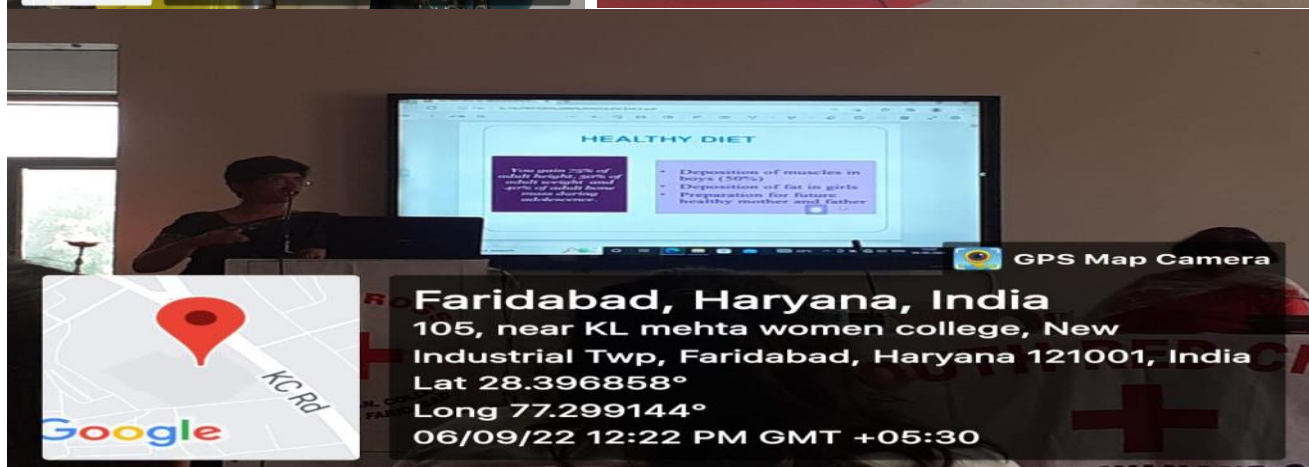 HEALTHY DIET
You gain 75% of
adult height, 50% of
adult weight and
40% of adult bone
mass during
adolescence.
• Deposition of muscles in
boys (50%)
• Deposition of fat in girls
• Preparation for future
healthy mother and father
GPS Map Camera
Faridabad, Haryana, India
105, near KL mehta women college, New
Industrial Twp, Faridabad, Haryana 121001, India
Lat 28.396858°
Long 77.299144°
06/09/22 12:22 PM GMT +05:30
KC Rd
Google
OUTH RED C